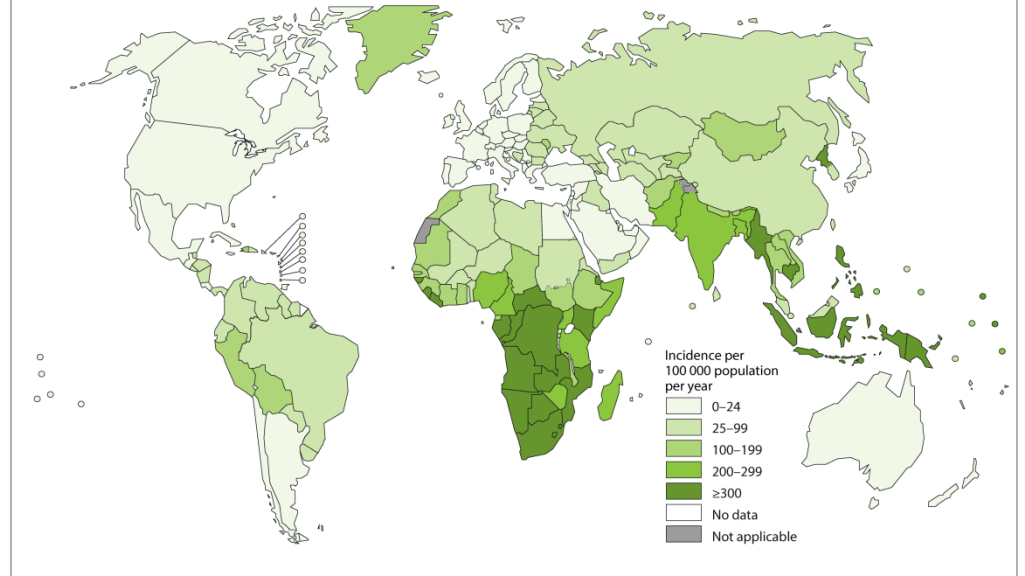 Incidence per
100 000 population
per year
0–24
25–99
100–199
200–299
≥300
No data
Not applicable